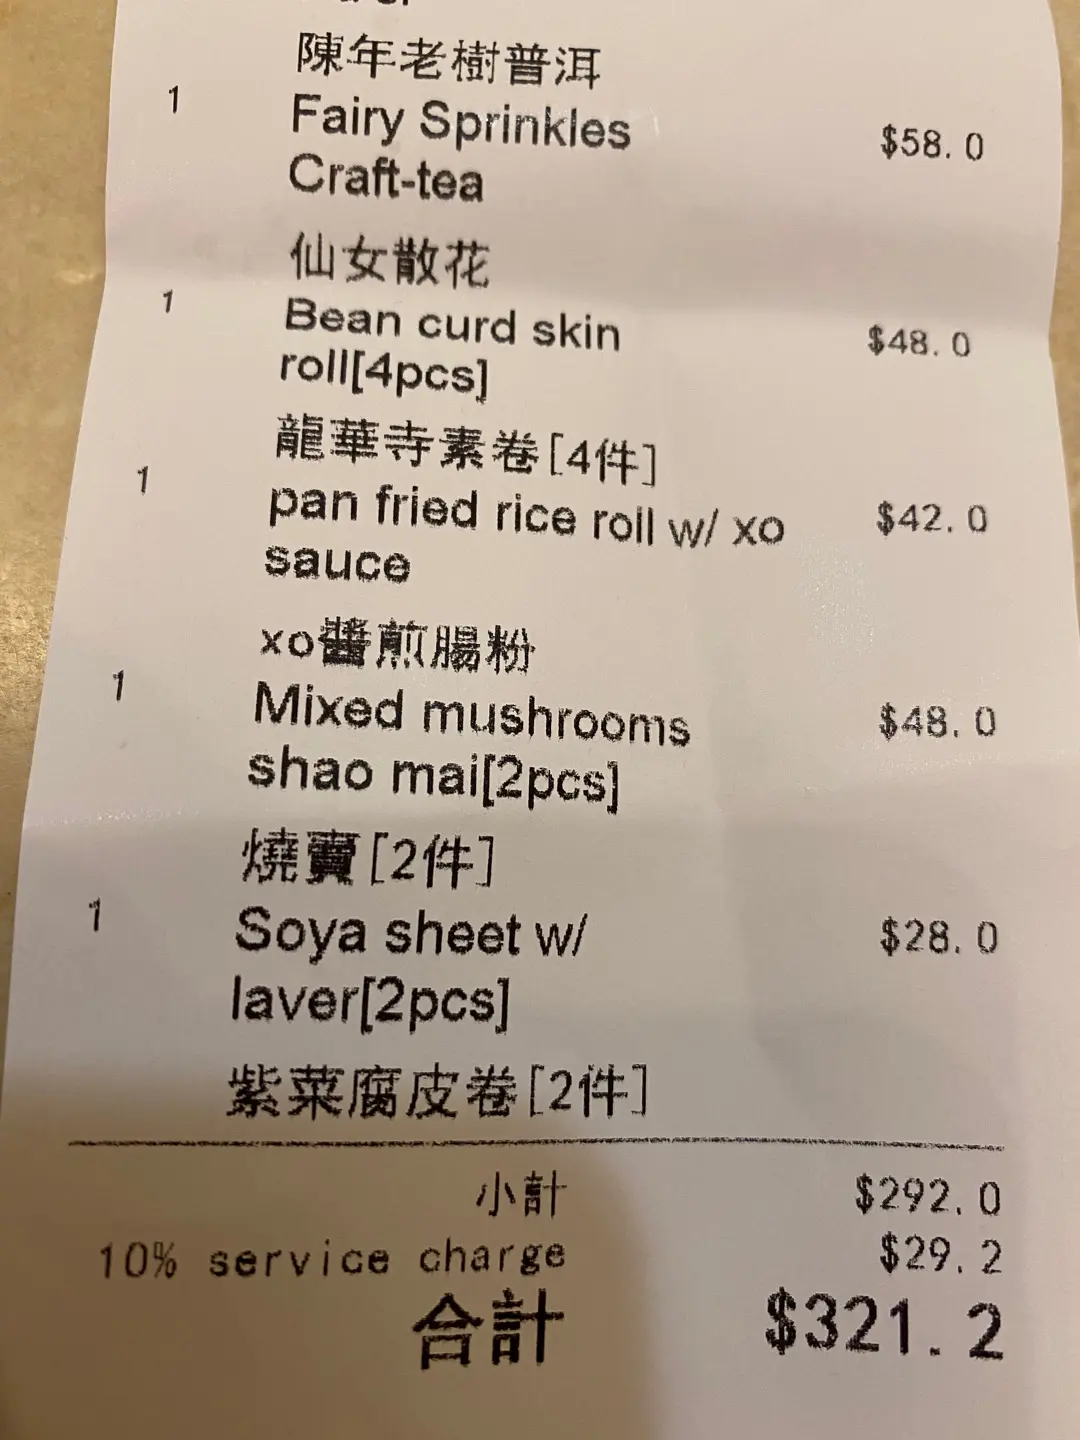 陳年老樹普洱
1 Fairy Sprinkles $58.0
Craft-tea
仙女散花
1 Bean curd skin $48.0
roll[4pcs]
龍華寺素卷[4件]
1 pan fried rice roll w/ xo $42.0
sauce
xo醬煎腸粉
1 Mixed mushrooms $48.0
shao mai[2pcs]
燒賣[2件]
1 Soya sheet w/ $28.0
laver[2pcs]
紫菜腐皮卷[2件]
小計 $292.0
10% service charge $29.2
合計 $321.2